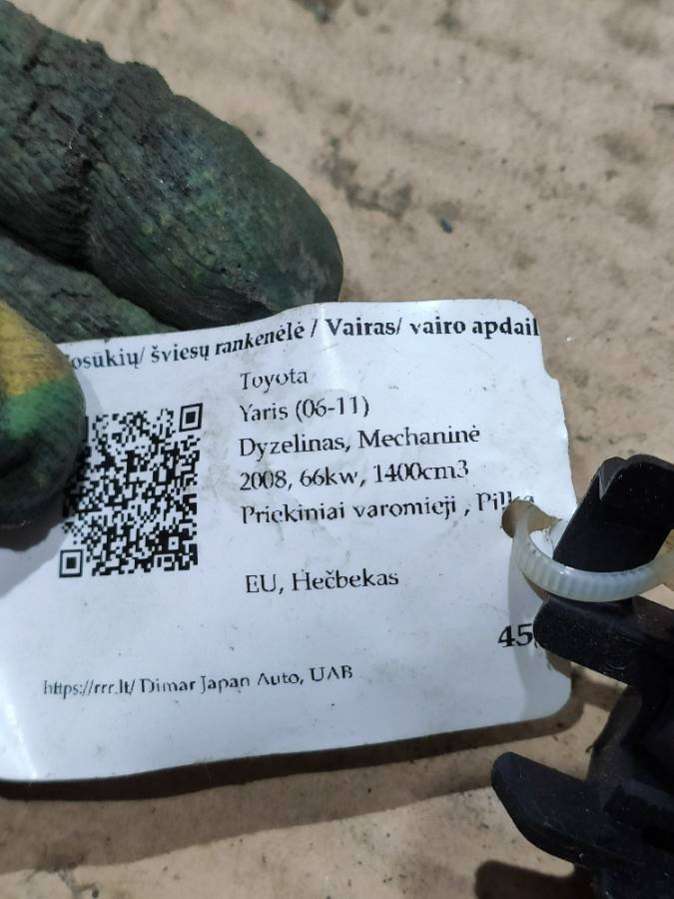 šviesų rankenėlė / Vairas/ vairo
Toyota
Yaris (06-11)
Dyzelinas, Mechaninė
2008, 66kw, 1400cm3
Priekiniai varomieji ,
EU, Hečbekas
45
https://rrr.lt/ Dimar Japan Auto, UAB